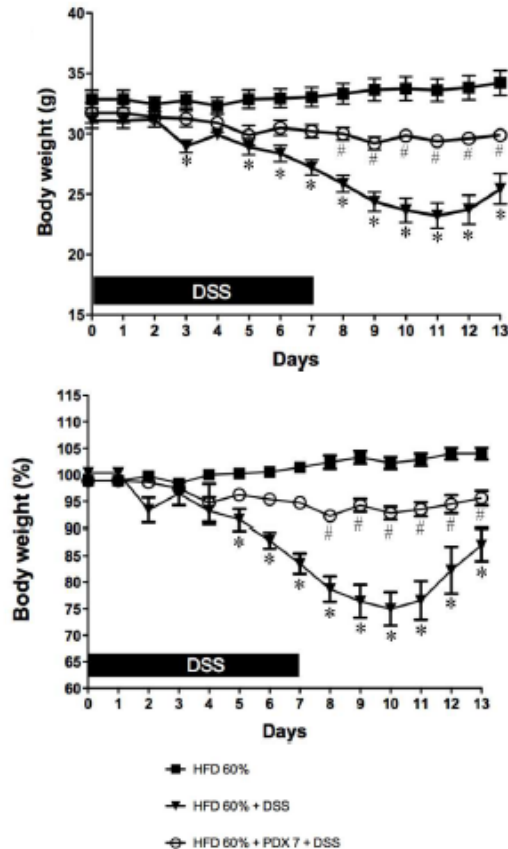 Body weight (g)
40
35
30
25
20
15
# # # # # #
* * * * * * * * * *
DSS
0 1 2 3 4 5 6 7 8 9 10 11 12 13
Days
Body weight (%)
115
110
105
100
95
90
85
80
75
70
65
60
# # # # # #
* * * * * * * * *
DSS
0 1 2 3 4 5 6 7 8 9 10 11 12 13
Days
HFD 60%
HFD 60% + DSS
HFD 60% + PDX 7 + DSS